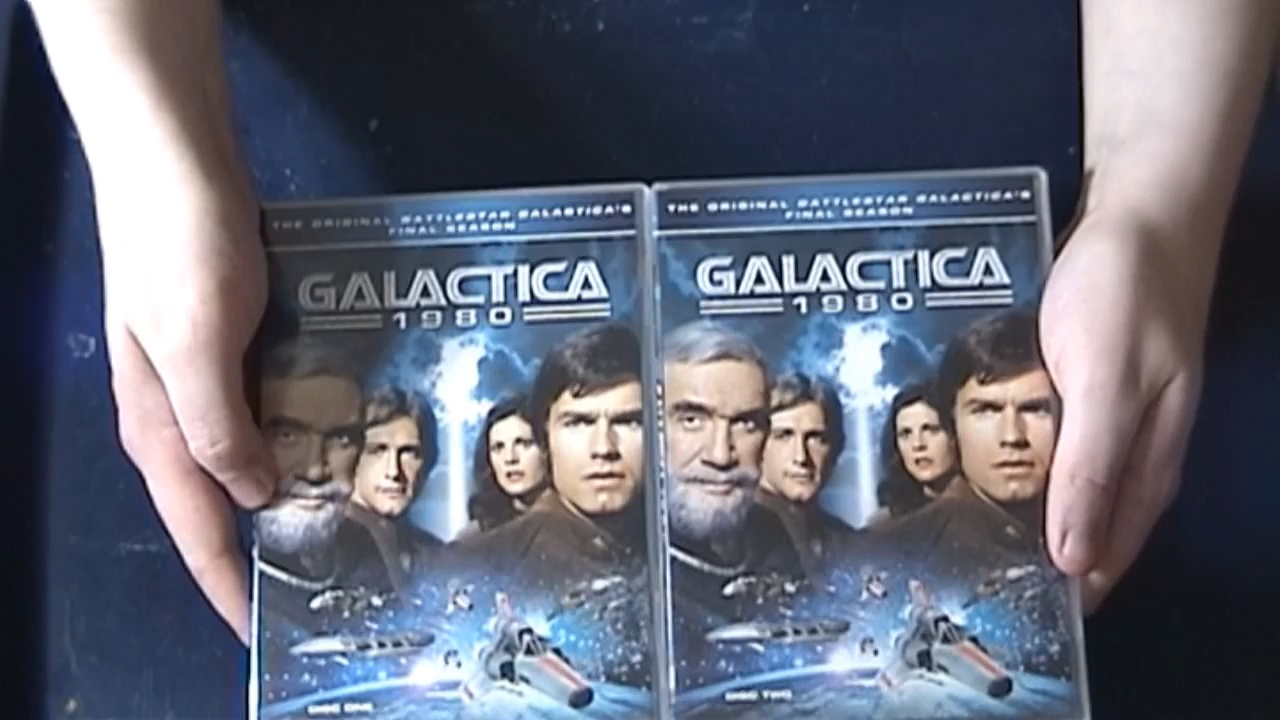 THE ORIGINAL BATTLESTAR GALACTICA'S
FINAL SEASON
GALACTICA
1980
DISC ONE
THE ORIGINAL BATTLESTAR GALACTICA'S
FINAL SEASON
GALACTICA
1980
DISC TWO